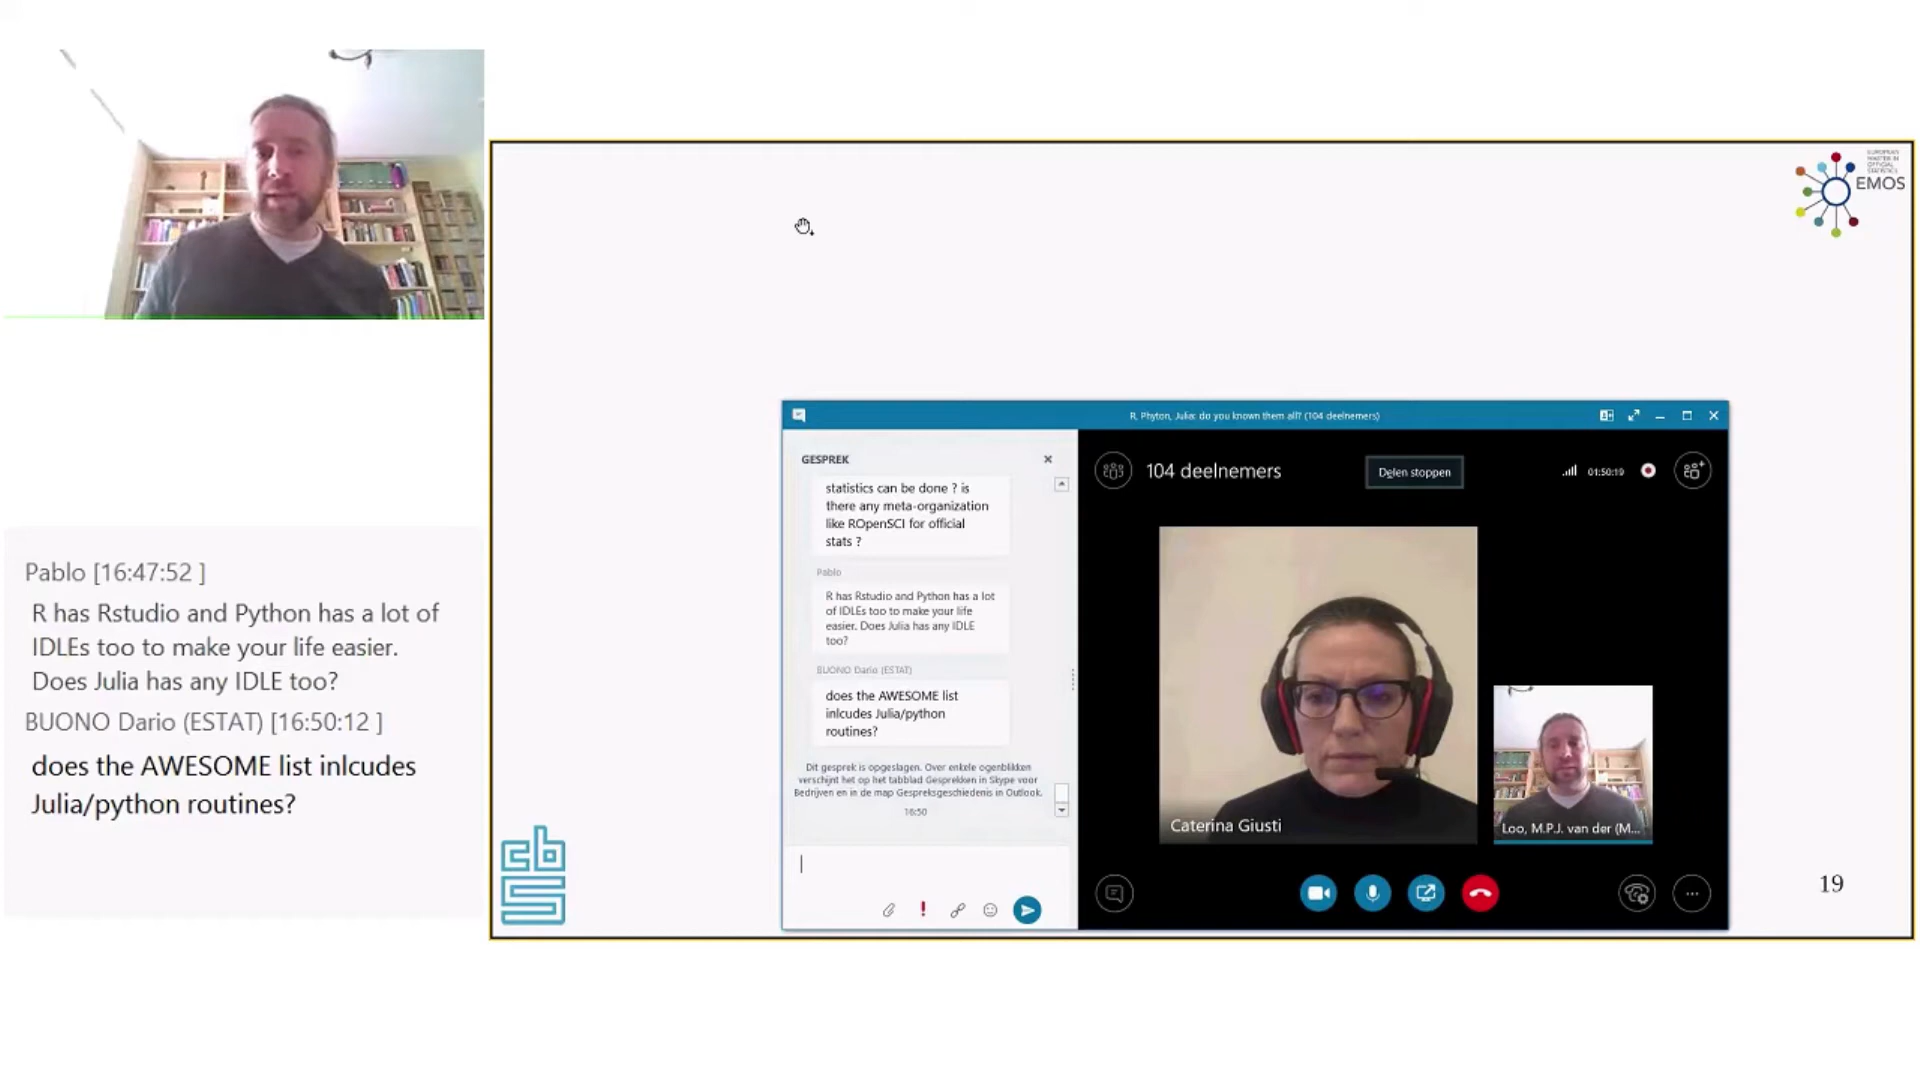 Pablo [16:47:52 ]
R has Rstudio and Python has a lot of
IDLEs too to make your life easier.
Does Julia has any IDLE too?
BUONO Dario (ESTAT) [16:50:12 ]
does the AWESOME list inlcudes
Julia/python routines?
EUROPEAN
MASTER IN
OFFICIAL
STATISTICS
EMOS
R, Phyton, Julia: do you known them all? (104 deelnemers)
GESPREK
statistics can be done ? is
there any meta-organization
like ROpenSCI for official
stats ?
Pablo
R has Rstudio and Python has a lot
of IDLEs too to make your life
easier. Does Julia has any IDLE
too?
BUONO Dario (ESTAT)
does the AWESOME list
inlcudes Julia/python
routines?
Dit gesprek is opgeslagen. Over enkele ogenblikken
verschijnt het op het tabblad Gesprekken in Skype voor
Bedrijven en in de map Gespreksgeschiedenis in Outlook.
16:50
104 deelnemers
Delen stoppen
01:50:19
Caterina Giusti
Loo, M.P.J. van der (M...
cbs
19